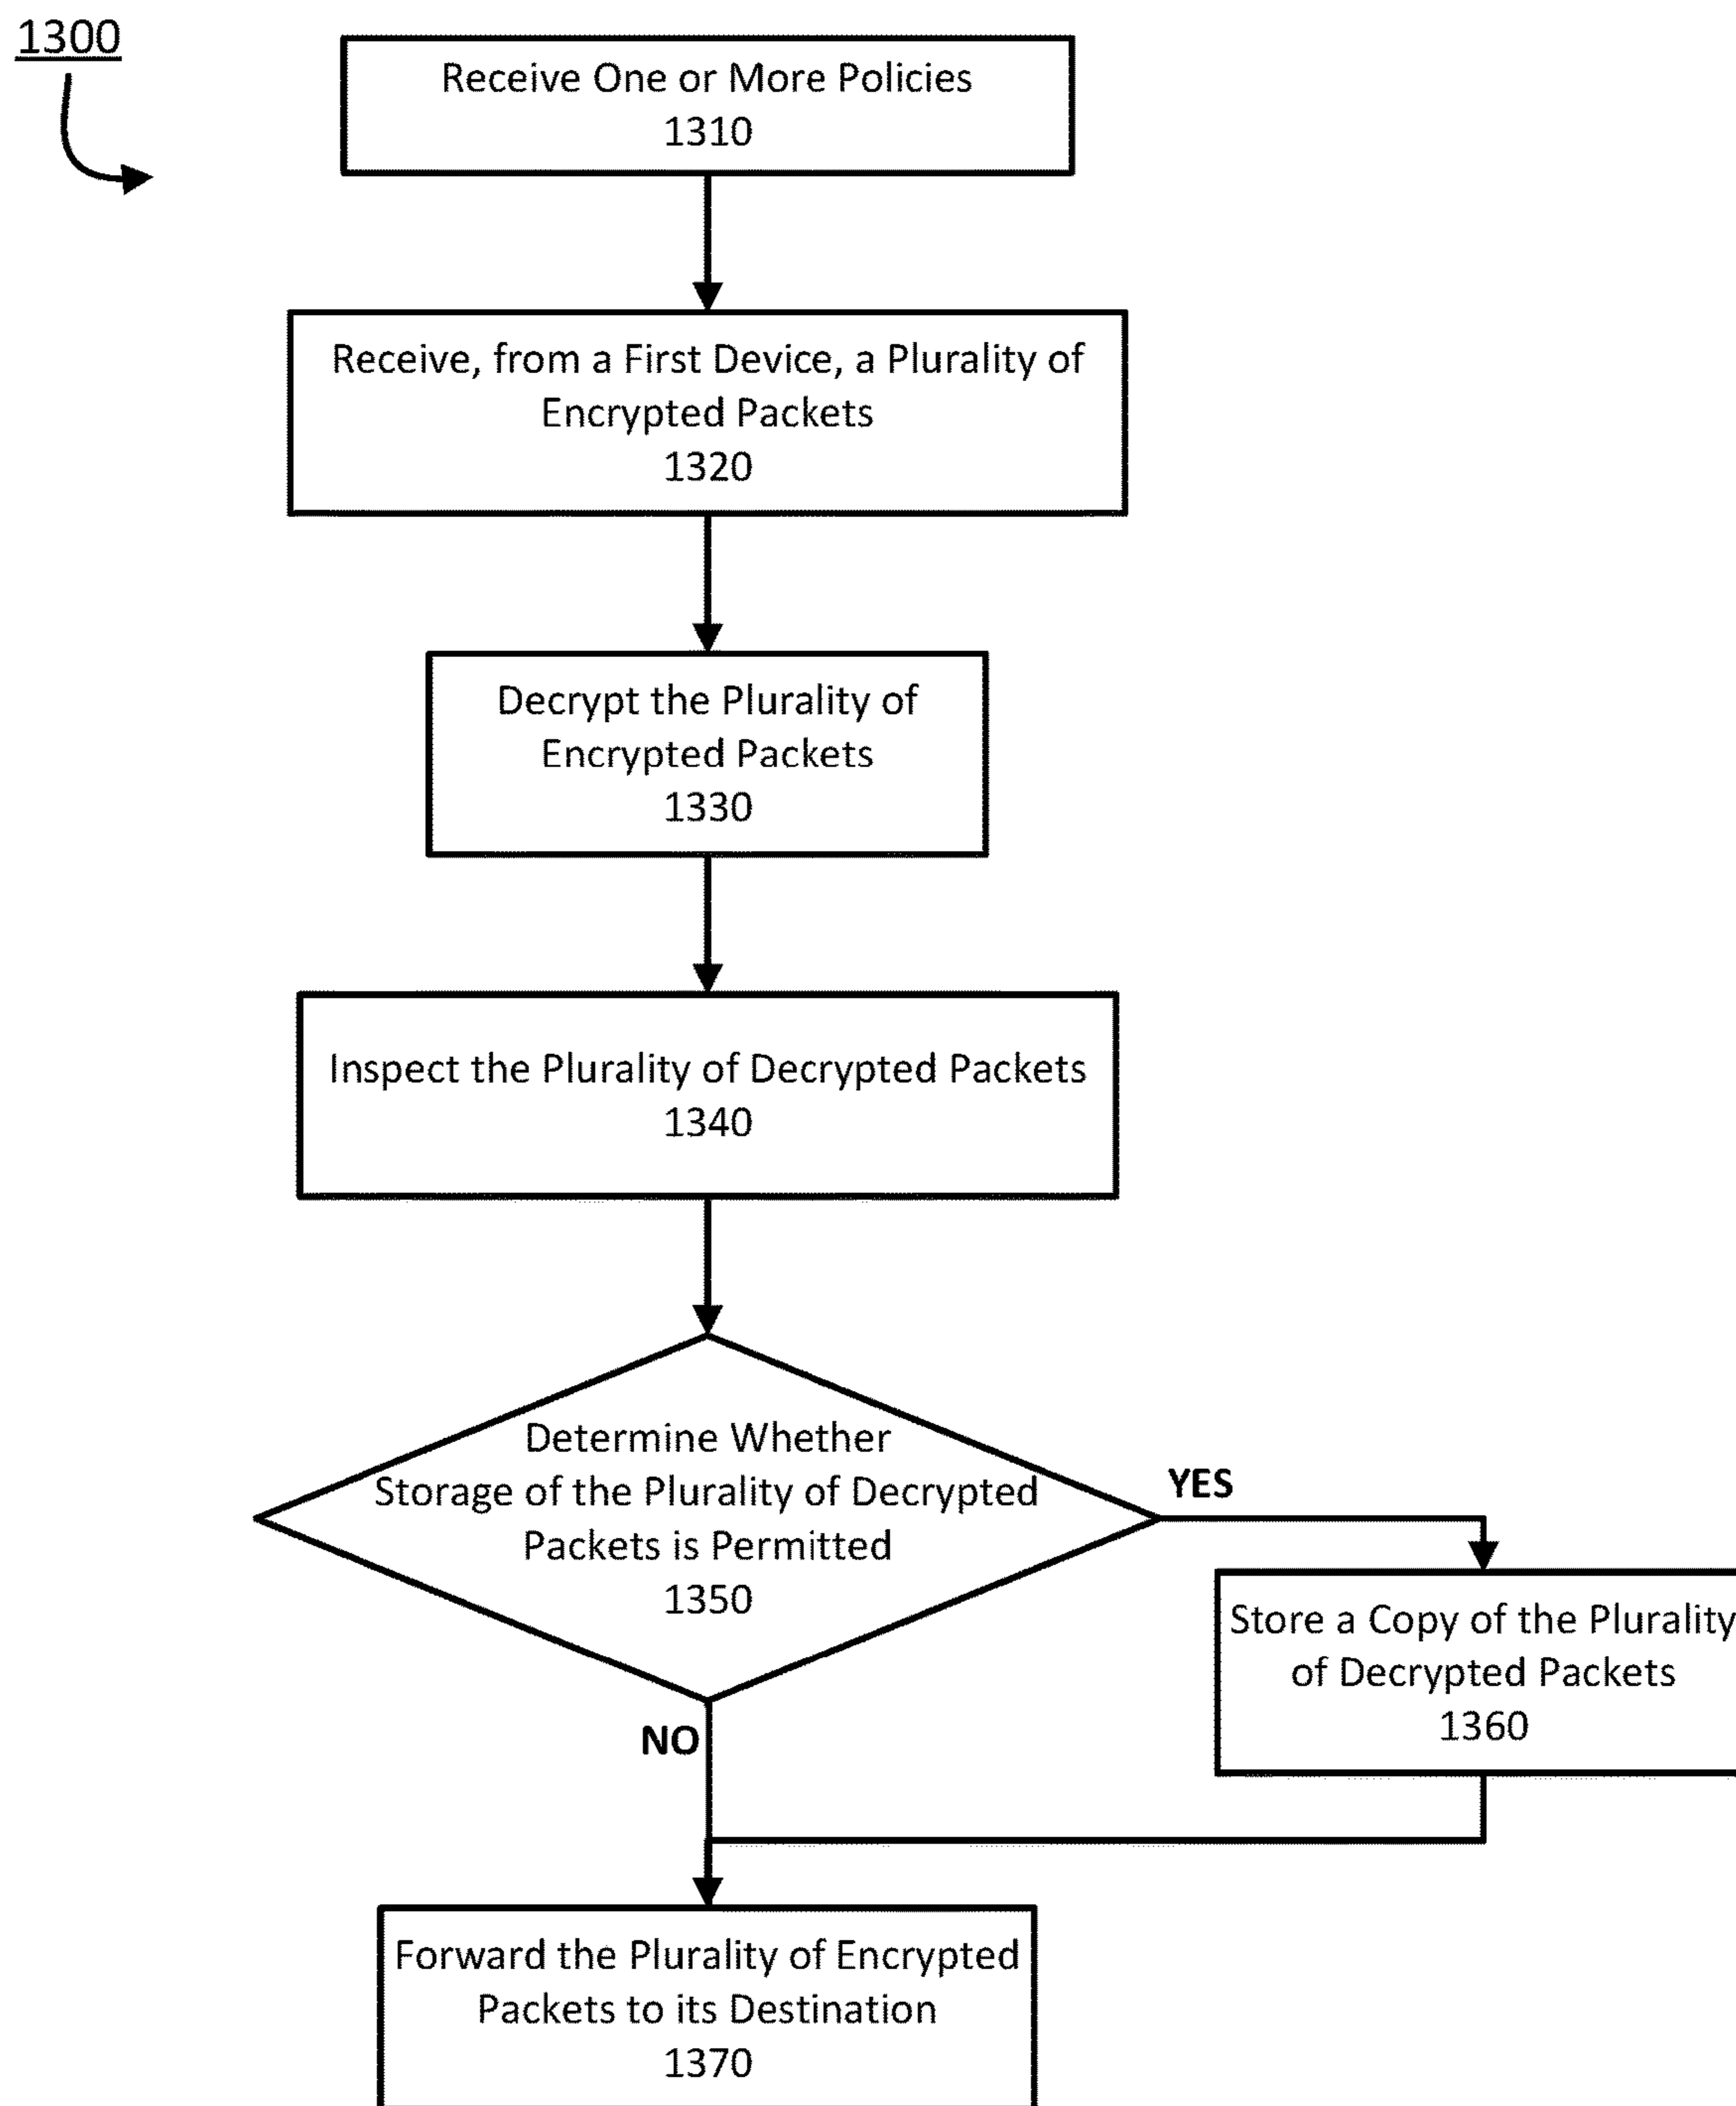 1300
Receive One or More Policies
1310
Receive, from a First Device, a Plurality of
Encrypted Packets
1320
Decrypt the Plurality of
Encrypted Packets
1330
Inspect the Plurality of Decrypted Packets
1340
Determine Whether
Storage of the Plurality of Decrypted
Packets is Permitted
1350
YES
Store a Copy of the Plurality
of Decrypted Packets
1360
NO
Forward the Plurality of Encrypted
Packets to its Destination
1370